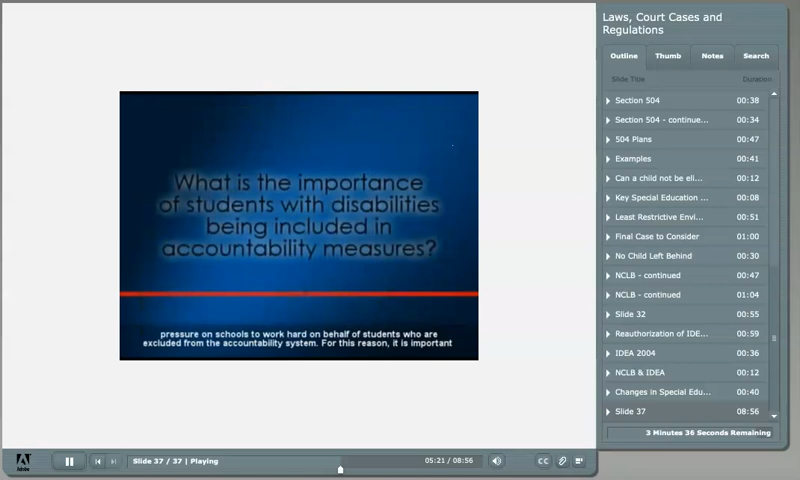 Laws, Court Cases and
Regulations
Outline Thumb Notes Search
Slide Title Duration
Section 504 00:38
Section 504 - continue... 00:34
504 Plans 00:47
Examples 00:41
Can a child not be eli... 00:12
Key Special Education ... 00:08
Least Restrictive Envi... 00:51
Final Case to Consider 01:00
No Child Left Behind 00:30
NCLB - continued 00:47
NCLB - continued 01:04
Slide 32 00:55
Reauthorization of IDE... 00:59
IDEA 2004 00:36
NCLB & IDEA 00:12
Changes in Special Edu... 00:40
Slide 37 08:56
3 Minutes 36 Seconds Remaining
What is the importance
of students with disabilities
being included in
accountability measures?
pressure on schools to work hard on behalf of students who are
excluded from the accountability system. For this reason, it is important
Adobe
Slide 37 / 37 | Playing
05:21 / 08:56
CC